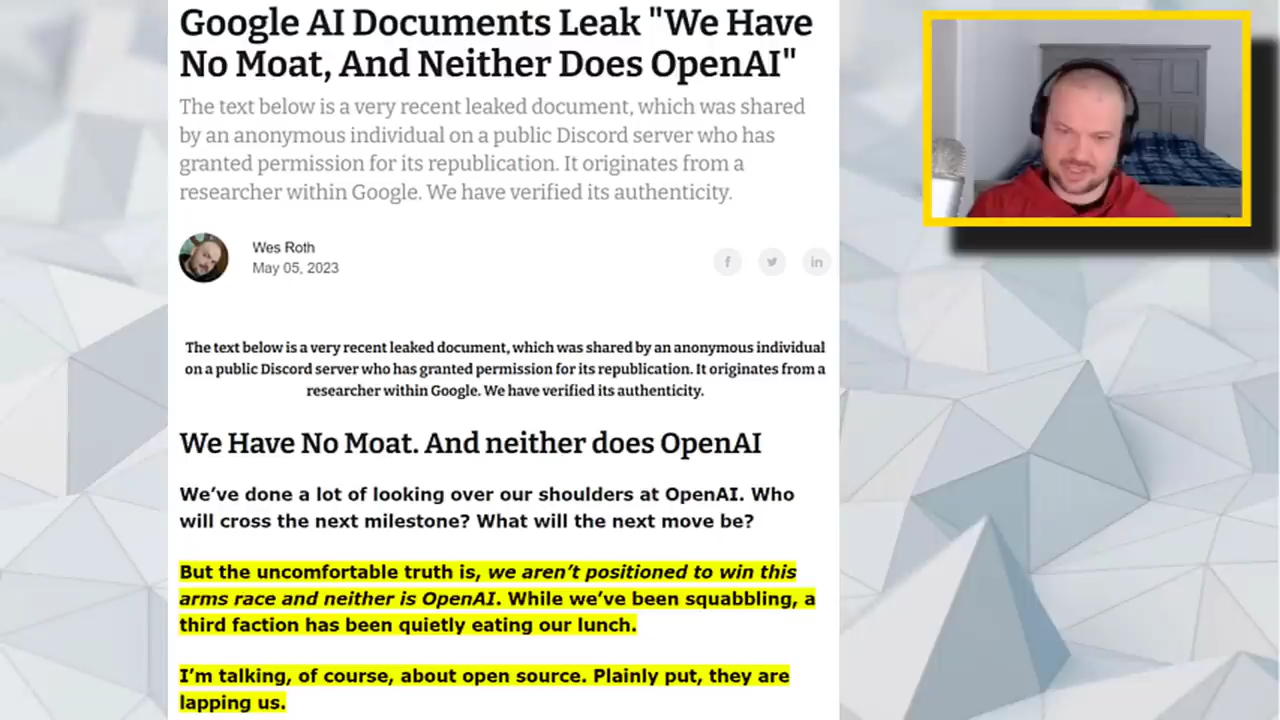 Google AI Documents Leak "We Have
No Moat, And Neither Does OpenAI"
The text below is a very recent leaked document, which was shared
by an anonymous individual on a public Discord server who has
granted permission for its republication. It originates from a
researcher within Google. We have verified its authenticity.
Wes Roth
May 05, 2023
The text below is a very recent leaked document, which was shared by an anonymous individual
on a public Discord server who has granted permission for its republication. It originates from a
researcher within Google. We have verified its authenticity.
We Have No Moat. And neither does OpenAI
We’ve done a lot of looking over our shoulders at OpenAI. Who
will cross the next milestone? What will the next move be?
But the uncomfortable truth is, we aren’t positioned to win this
arms race and neither is OpenAI. While we’ve been squabbling, a
third faction has been quietly eating our lunch.
I’m talking, of course, about open source. Plainly put, they are
lapping us.